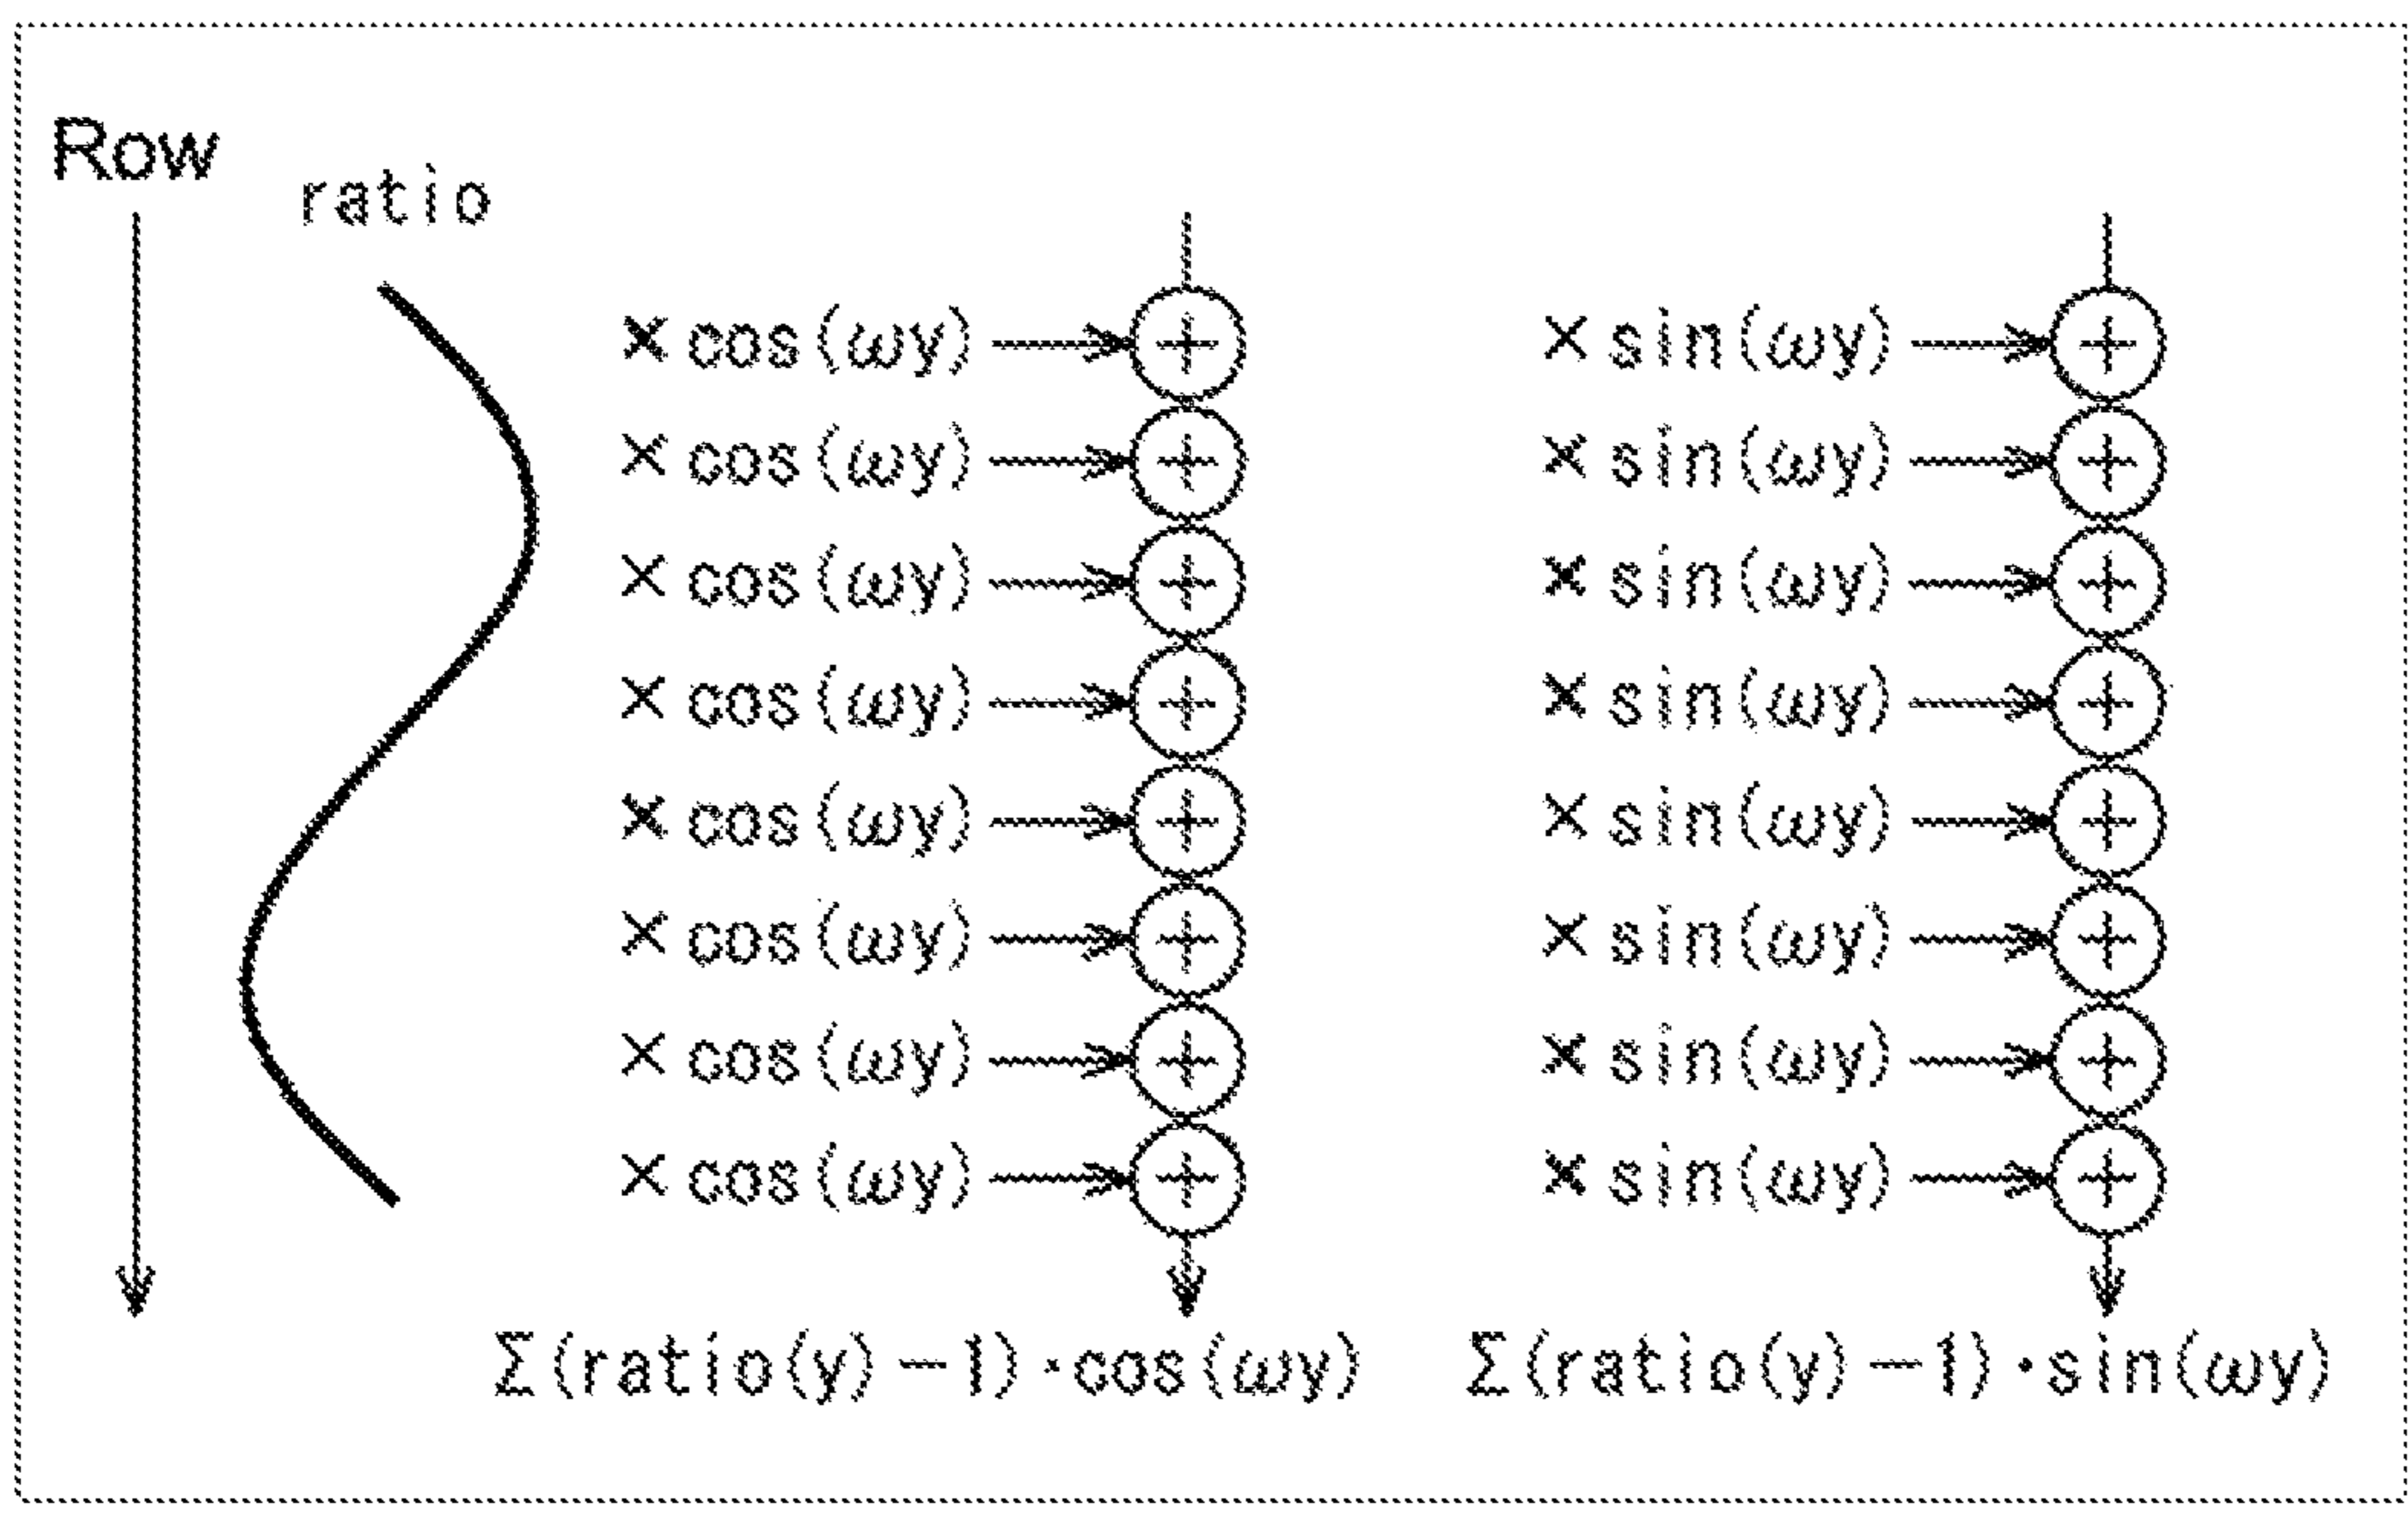 Row
ratio
× cos(ωy) + × sin(ωy) +
× cos(ωy) + × sin(ωy) +
× cos(ωy) + × sin(ωy) +
× cos(ωy) + × sin(ωy) +
× cos(ωy) + × sin(ωy) +
× cos(ωy) + × sin(ωy) +
× cos(ωy) + × sin(ωy) +
× cos(ωy) + × sin(ωy) +
Σ(ratio(y)−1)·cos(ωy) Σ(ratio(y)−1)·sin(ωy)